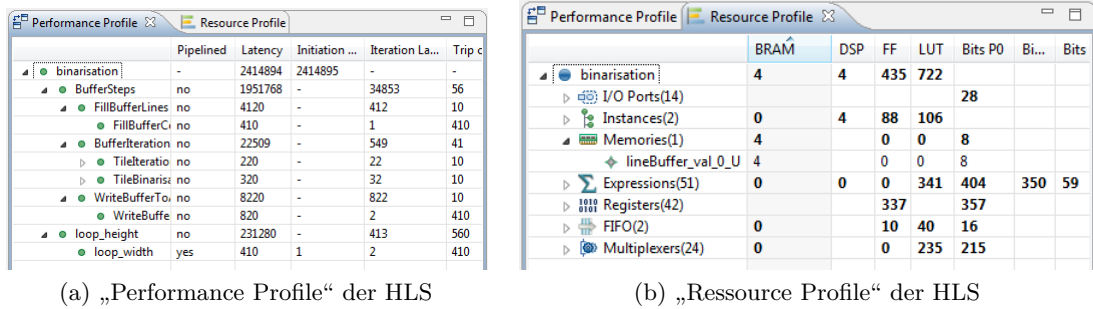 Performance Profile Resource Profile
Pipelined Latency Initiation ... Iteration La... Trip c
binarisation - 2414894 2414895 - -
BufferSteps no 1951768 - 34853 56
FillBufferLines no 4120 - 412 10
FillBufferC no 410 - 1 410
BufferIteration no 22509 - 549 41
TileIteratio no 220 - 22 10
TileBinarisa no 320 - 32 10
WriteBufferTo no 8220 - 822 10
WriteBuffe no 820 - 2 410
loop_height no 231280 - 413 560
loop_width yes 410 1 2 410
(a) „Performance Profile“ der HLS
Performance Profile Resource Profile
BRAM DSP FF LUT Bits P0 Bi... Bits
binarisation 4 4 435 722
I/O Ports(14) 28
Instances(2) 0 4 88 106
Memories(1) 4 0 0 8
lineBuffer_val_0_U 4 0 0 8
Expressions(51) 0 0 0 341 404 350 59
Registers(42) 337 357
FIFO(2) 0 10 40 16
Multiplexers(24) 0 0 235 215
(b) „Ressource Profile“ der HLS